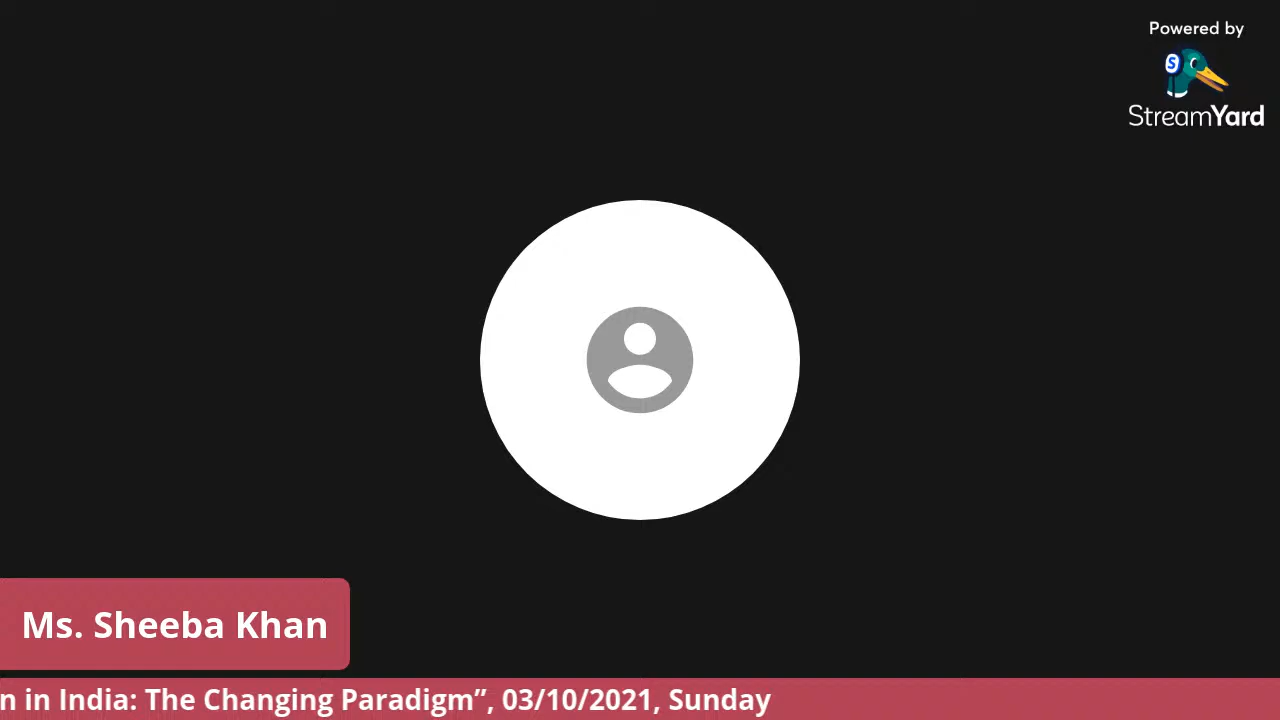 Powered by
S
StreamYard
Ms. Sheeba Khan
n in India: The Changing Paradigm”, 03/10/2021, Sunday